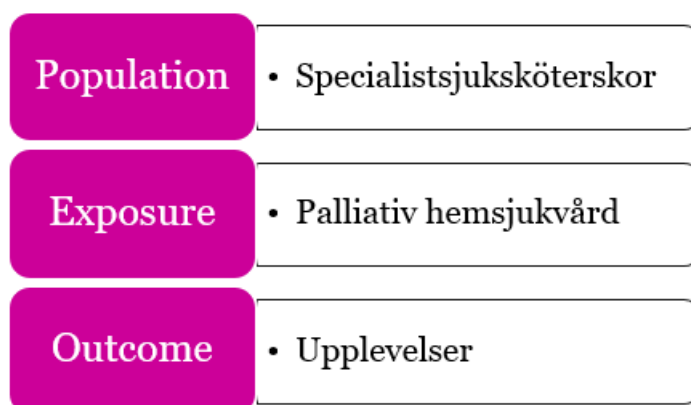 Population
• Specialistsjuksköterskor
Exposure
• Palliativ hemsjukvård
Outcome
• Upplevelser